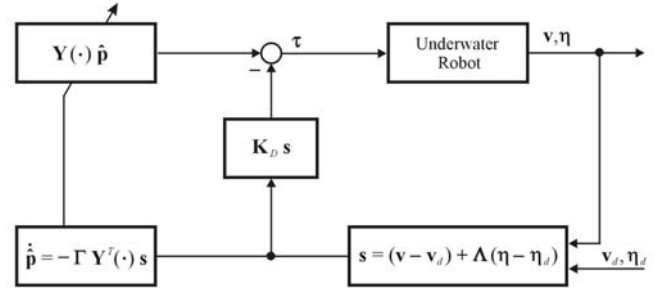 τ
v,η
Y(·) p̂
Underwater
Robot
−
K_D s
p̂̇ = − Γ Y^T(·) s
s = (v − v_d) + Λ(η − η_d)
v_d, η_d